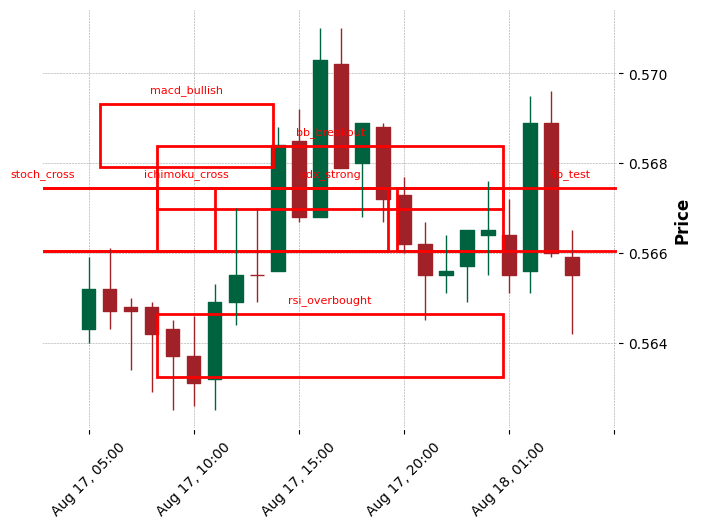 macd_bullish
bb_breakout
stoch_cross ichimoku_cross adx_strong
rsi_overbought
0.570
0.568
0.566
0.564
Price
Aug 17, 05:00
Aug 17, 10:00
Aug 17, 15:00
Aug 17, 20:00
Aug 18, 01:00